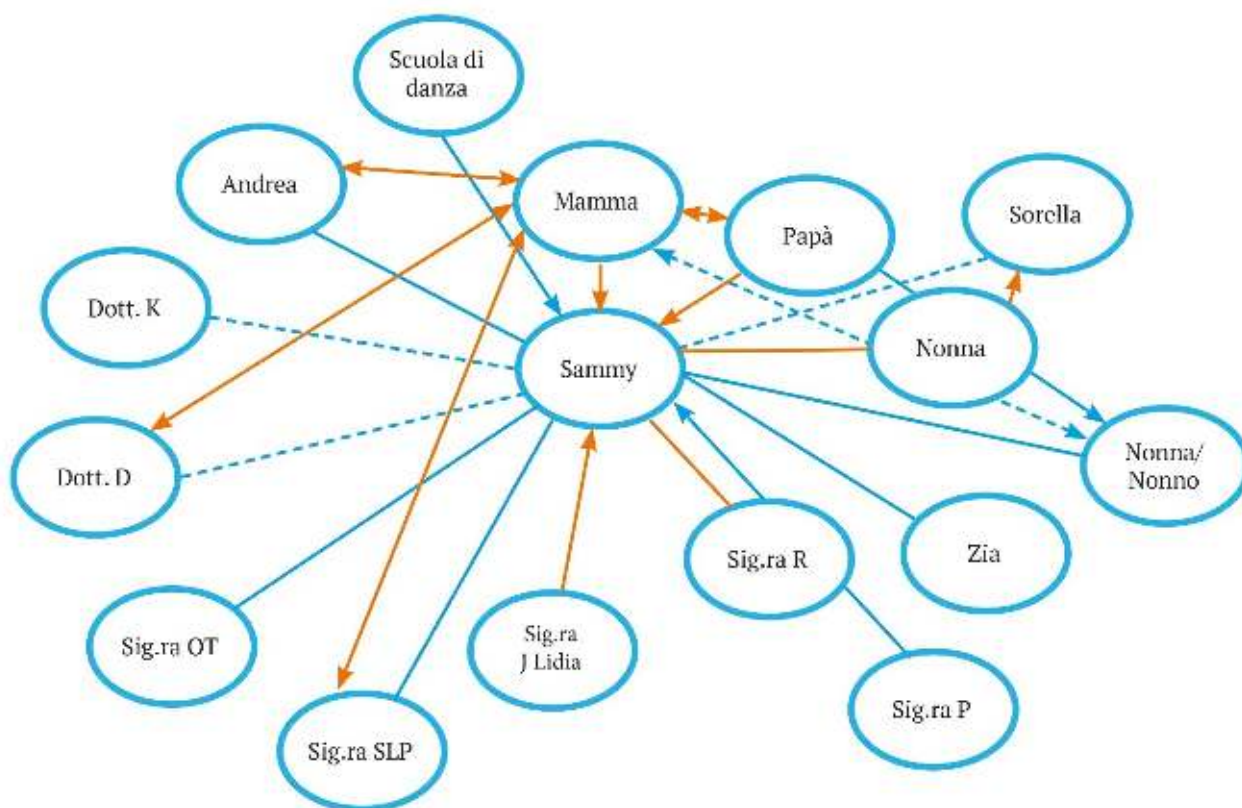 Scuola di
danza
Andrea
Mamma
Papà
Sorella
Dott. K
Sammy
Nonna
Dott. D
Nonna/
Nonno
Sig.ra R
Zia
Sig.ra OT
Sig.ra
J Lidia
Sig.ra SLP
Sig.ra P